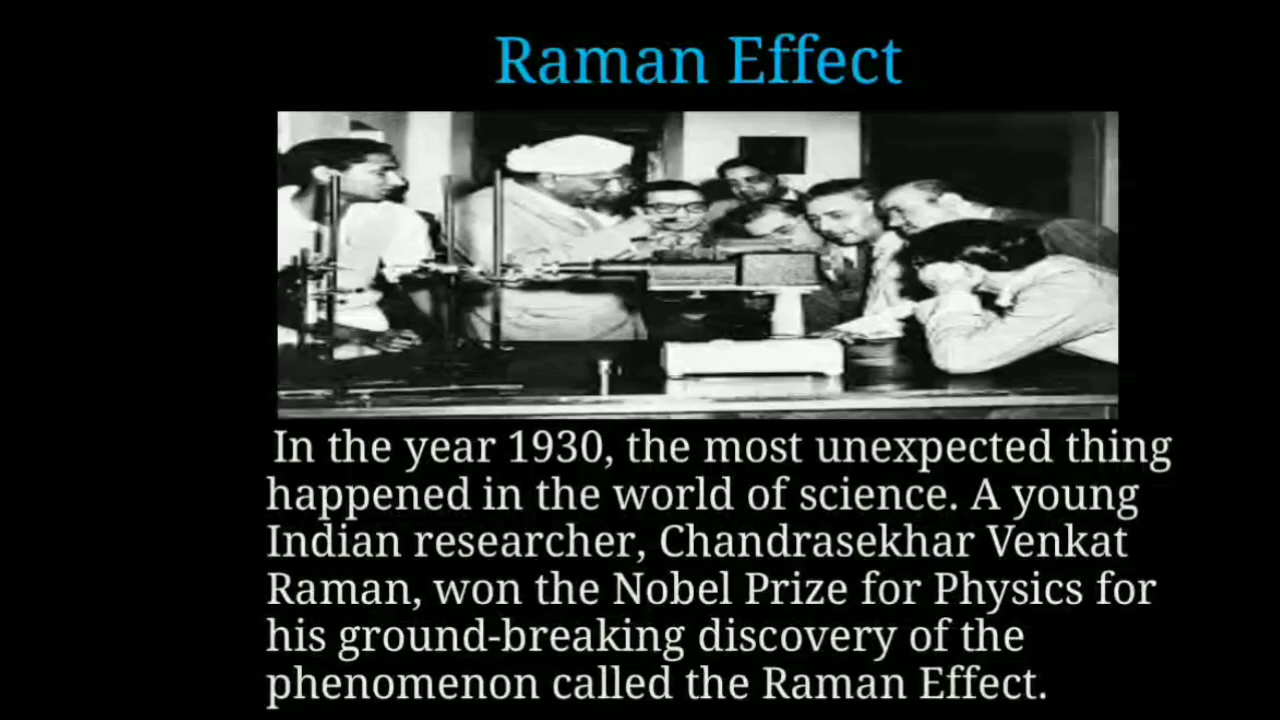 Raman Effect
In the year 1930, the most unexpected thing
happened in the world of science. A young
Indian researcher, Chandrasekhar Venkat
Raman, won the Nobel Prize for Physics for
his ground-breaking discovery of the
phenomenon called the Raman Effect.